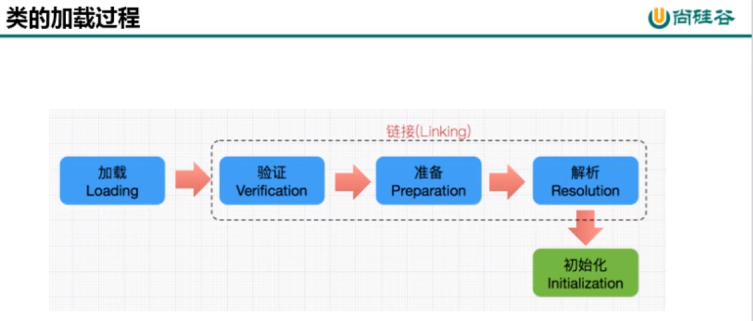 类的加载过程
尚硅谷
链接(Linking)
加载
Loading
验证
Verification
准备
Preparation
解析
Resolution
初始化
Initialization